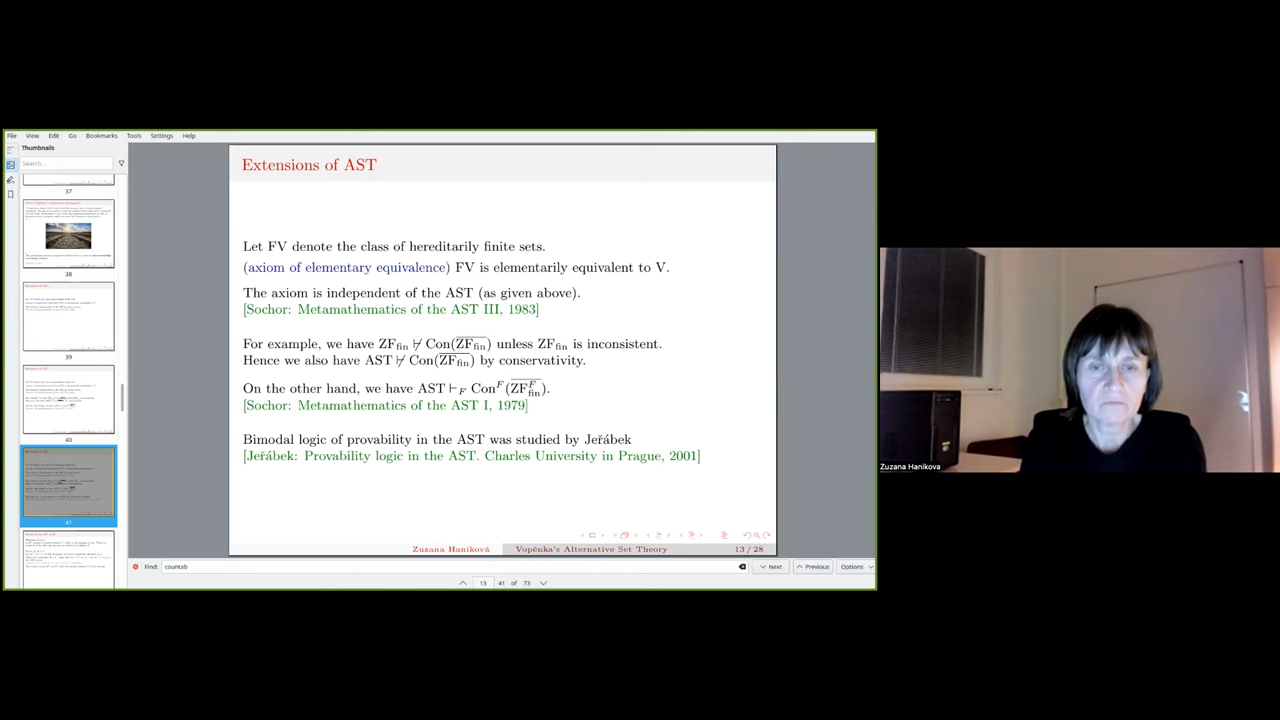 File View Edit Go Bookmarks Tools Settings Help
Thumbnails
Search...
37
38
39
40
41
Extensions of AST
Let FV denote the class of hereditarily finite sets.
(axiom of elementary equivalence) FV is elementarily equivalent to V.
The axiom is independent of the AST (as given above).
[Sochor: Metamathematics of the AST III, 1983]
For example, we have ZF_fin ⊬ Con(\overline{ZF_fin}) unless ZF_fin is inconsistent.
Hence we also have AST ⊬ Con(\overline{ZF_fin}) by conservativity.
On the other hand, we have AST ⊢_F Con^F(ZF^F_fin).
[Sochor: Metamathematics of the AST I, 1979]
Bimodal logic of provability in the AST was studied by Jeřábek
[Jeřábek: Provability logic in the AST. Charles University in Prague, 2001]
Zuzana Haniková Vopěnka's Alternative Set Theory 13 / 28
Find: countab Next Previous Options
13 41 of 73
Zuzana Hanikova